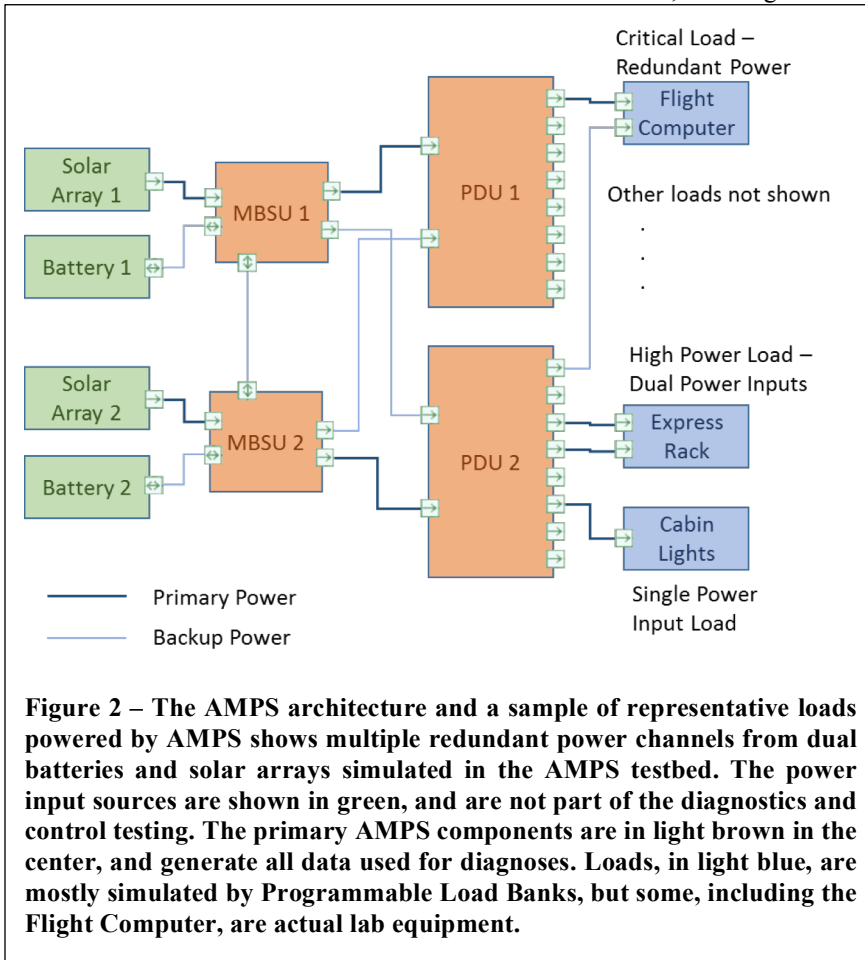 Critical Load –
Redundant Power
Flight
Computer
Solar
Array 1
MBSU 1
PDU 1
Other loads not shown
.
.
.
Battery 1
High Power Load –
Dual Power Inputs
Solar
Array 2
MBSU 2
PDU 2
Express
Rack
Battery 2
Cabin
Lights
Primary Power
Backup Power
Single Power
Input Load
Figure 2 – The AMPS architecture and a sample of representative loads
powered by AMPS shows multiple redundant power channels from dual
batteries and solar arrays simulated in the AMPS testbed. The power
input sources are shown in green, and are not part of the diagnostics and
control testing. The primary AMPS components are in light brown in the
center, and generate all data used for diagnoses. Loads, in light blue, are
mostly simulated by Programmable Load Banks, but some, including the
Flight Computer, are actual lab equipment.